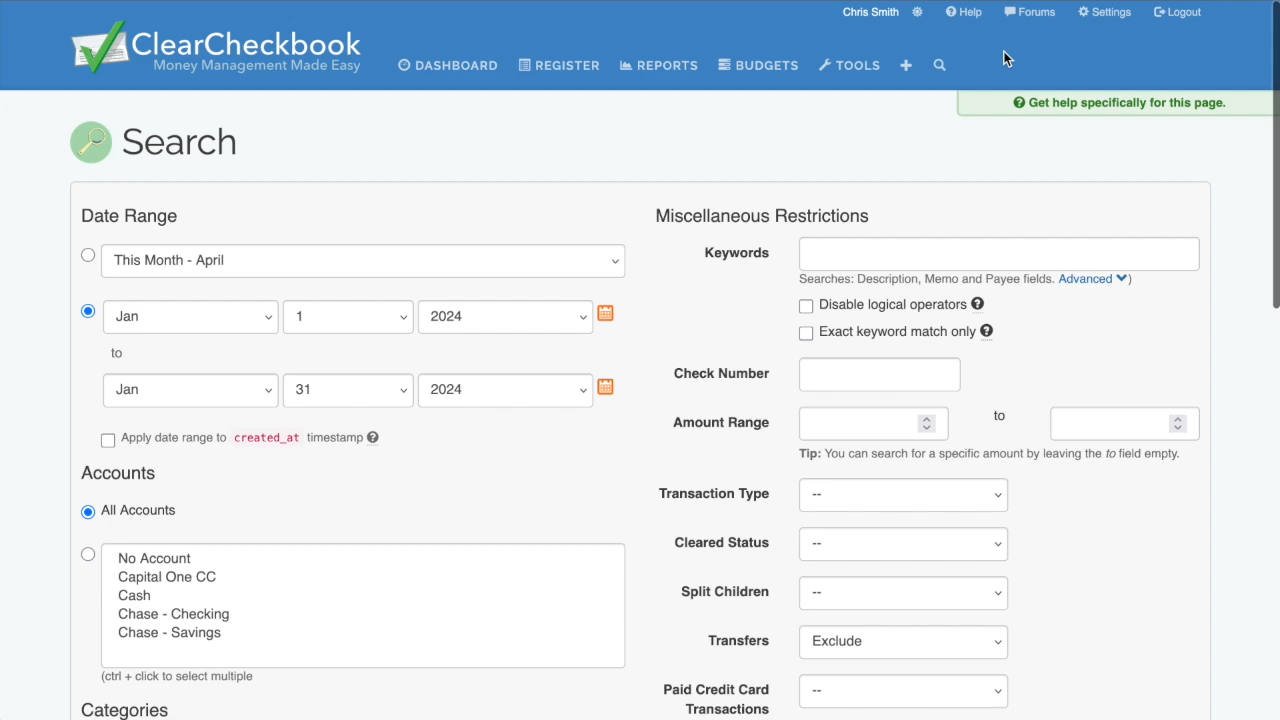 Chris Smith Help Forums Settings Logout
ClearCheckbook
Money Management Made Easy
DASHBOARD REGISTER REPORTS BUDGETS TOOLS
Get help specifically for this page.
Search
Date Range
This Month - April
Jan 1 2024
to
Jan 31 2024
Apply date range to created_at timestamp
Accounts
All Accounts
No Account
Capital One CC
Cash
Chase - Checking
Chase - Savings
(ctrl + click to select multiple
Categories
Miscellaneous Restrictions
Keywords
Searches: Description, Memo and Payee fields. Advanced )
Disable logical operators
Exact keyword match only
Check Number
Amount Range to
Tip: You can search for a specific amount by leaving the to field empty.
Transaction Type --
Cleared Status --
Split Children --
Transfers Exclude
Paid Credit Card --
Transactions